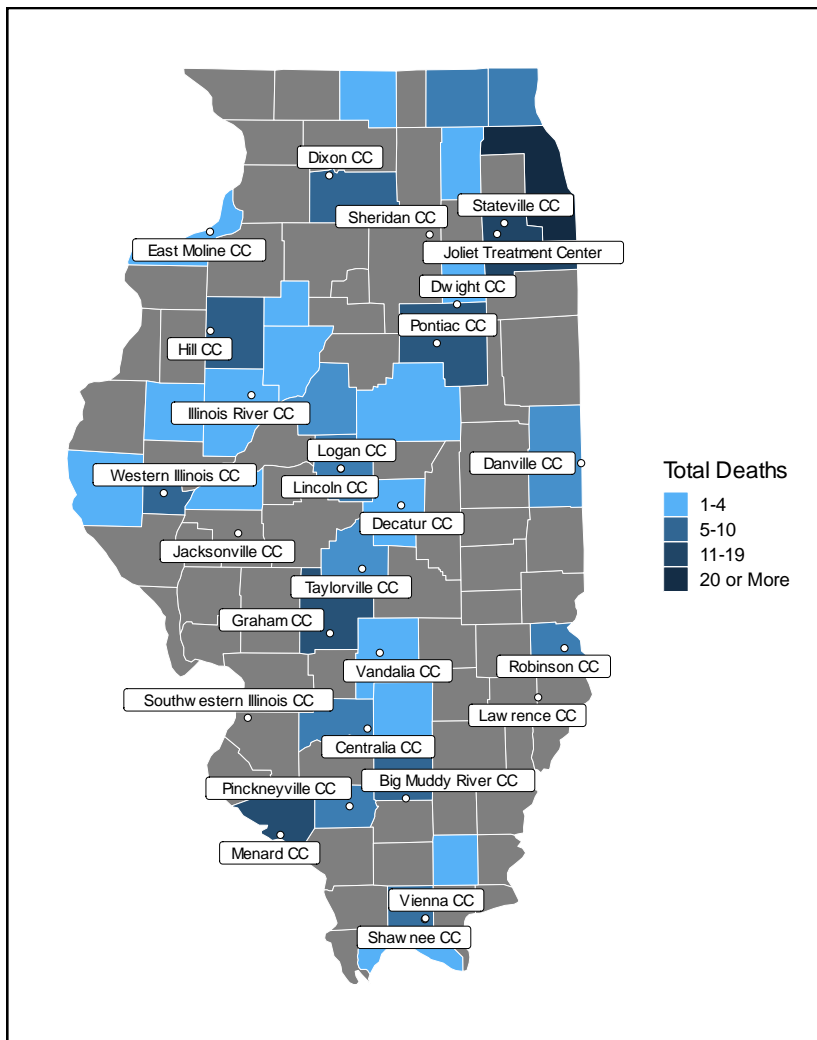 Dixon CC
Stateville CC
Sheridan CC
East Moline CC
Joliet Treatment Center
Dwight CC
Pontiac CC
Hill CC
Illinois River CC
Logan CC
Danville CC
Western Illinois CC
Lincoln CC
Decatur CC
Jacksonville CC
Taylorville CC
Graham CC
Vandalia CC
Robinson CC
Southwestern Illinois CC
Lawrence CC
Centralia CC
Big Muddy River CC
Pinckneyville CC
Menard CC
Vienna CC
Shawnee CC
Total Deaths
1-4
5-10
11-19
20 or More